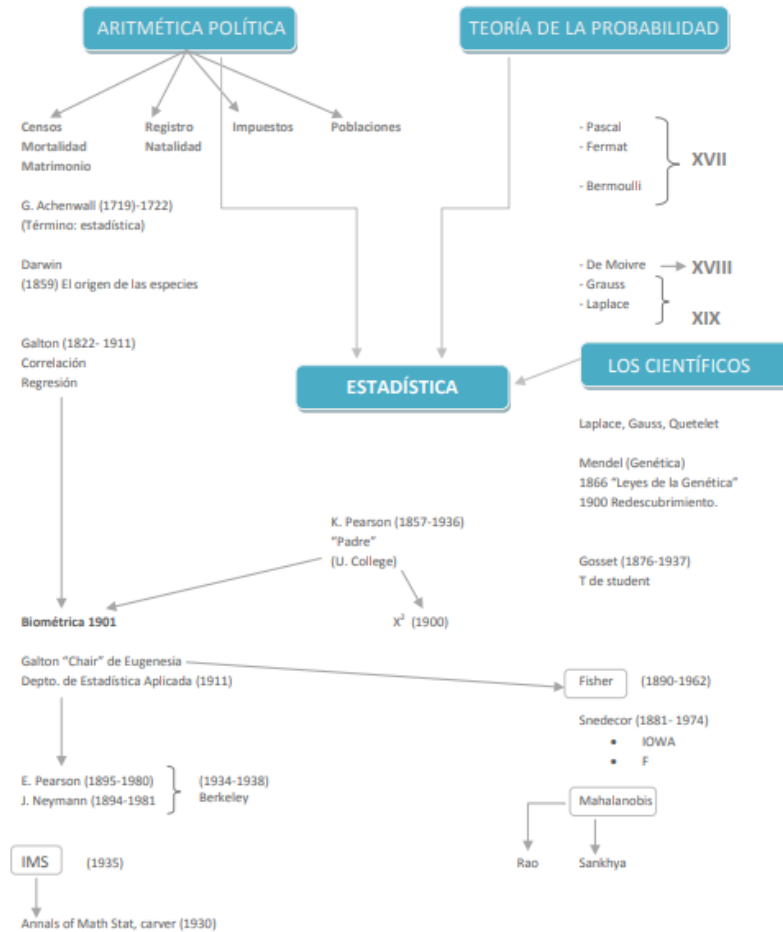 ARITMÉTICA POLÍTICA
TEORÍA DE LA PROBABILIDAD
Censos
Mortalidad
Matrimonio
Registro
Natalidad
Impuestos
Poblaciones
- Pascal
- Fermat
- Bermoulli
XVII
G. Achenwall (1719)-1722)
(Término: estadística)
Darwin
(1859) El origen de las especies
- De Moivre
XVIII
- Grauss
- Laplace
XIX
Galton (1822- 1911)
Correlación
Regresión
ESTADÍSTICA
LOS CIENTÍFICOS
Laplace, Gauss, Quetelet
Mendel (Genética)
1866 “Leyes de la Genética”
1900 Redescubrimiento.
K. Pearson (1857-1936)
“Padre”
(U. College)
Gosset (1876-1937)
T de student
Biométrica 1901
X² (1900)
Galton “Chair” de Eugenesia
Depto. de Estadística Aplicada (1911)
Fisher (1890-1962)
Snedecor (1881- 1974)
• IOWA
• F
E. Pearson (1895-1980)
J. Neymann (1894-1981
(1934-1938)
Berkeley
Mahalanobis
Rao
Sankhya
IMS (1935)
Annals of Math Stat, carver (1930)